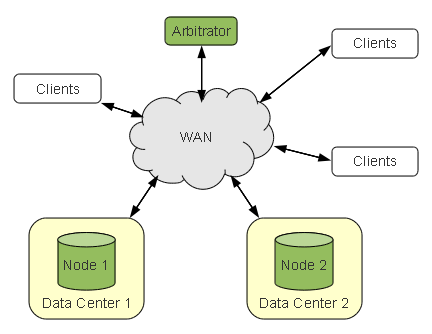 Arbitrator
Clients
Clients
WAN
Clients
Node 1
Data Center 1
Node 2
Data Center 2